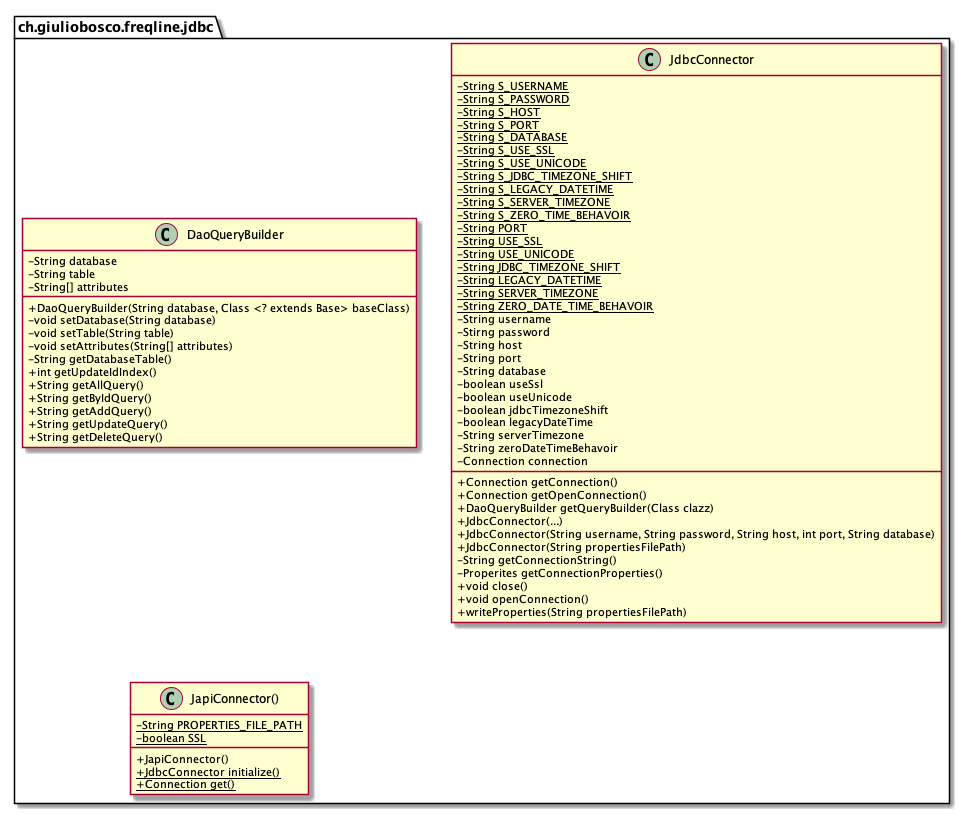 ch.giuliobosco.freqline.jdbc
JdbcConnector
-String S_USERNAME
-String S_PASSWORD
-String S_HOST
-String S_PORT
-String S_DATABASE
-String S_USE_SSL
-String S_USE_UNICODE
-String S_JDBC_TIMEZONE_SHIFT
-String S_LEGACY_DATETIME
-String S_SERVER_TIMEZONE
-String S_ZERO_TIME_BEHAVOIR
-String PORT
-String USE_SSL
-String USE_UNICODE
-String JDBC_TIMEZONE_SHIFT
-String LEGACY_DATETIME
-String SERVER_TIMEZONE
-String ZERO_DATE_TIME_BEHAVOIR
-String username
-Stirng password
-String host
-String port
-String database
-boolean useSsl
-boolean useUnicode
-boolean jdbcTimezoneShift
-boolean legacyDateTime
-String serverTimezone
-String zeroDateTimeBehavoir
-Connection connection
+Connection getConnection()
+Connection getOpenConnection()
+DaoQueryBuilder getQueryBuilder(Class clazz)
+JdbcConnector(...)
+JdbcConnector(String username, String password, String host, int port, String database)
+JdbcConnector(String propertiesFilePath)
-String getConnectionString()
-Properites getConnectionProperties()
+void close()
+void openConnection()
+writeProperties(String propertiesFilePath)
DaoQueryBuilder
-String database
-String table
-String[] attributes
+DaoQueryBuilder(String database, Class <? extends Base> baseClass)
-void setDatabase(String database)
-void setTable(String table)
-void setAttributes(String[] attributes)
-String getDatabaseTable()
+int getUpdateIdIndex()
+String getAllQuery()
+String getByIdQuery()
+String getAddQuery()
+String getUpdateQuery()
+String getDeleteQuery()
JapiConnector()
-String PROPERTIES_FILE_PATH
-boolean SSL
+JapiConnector()
+JdbcConnector initialize()
+Connection get()